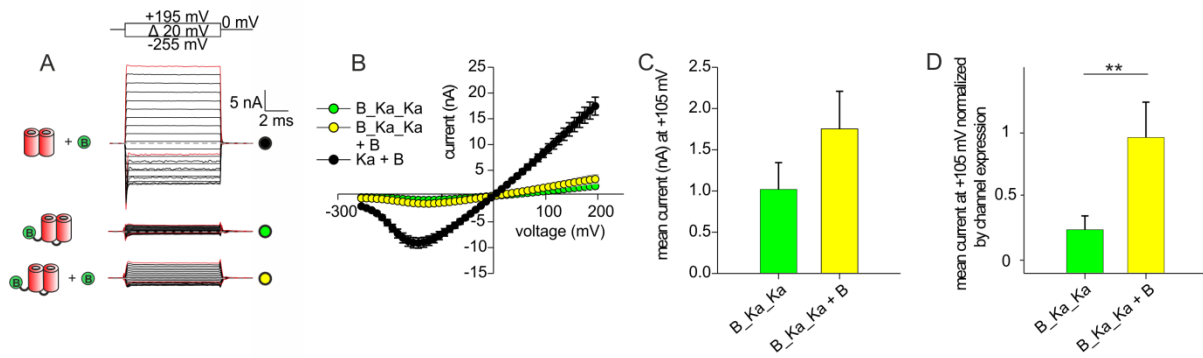 +195 mV
0 mV
Δ 20 mV
-255 mV
A
5 nA
2 ms
+ B
B
B + B
B
B_Ka_Ka
B_Ka_Ka
+ B
Ka + B
current (nA)
25
20
15
10
5
-300
100
200
-5
-10
-15
voltage (mV)
C
mean current (nA) at +105 mV
2.5
2.0
1.5
1.0
0.5
0.0
B_Ka_Ka
B_Ka_Ka + B
D
mean current at +105 mV normalized
by channel expression
**
1
0.5
0
B_Ka_Ka
B_Ka_Ka + B